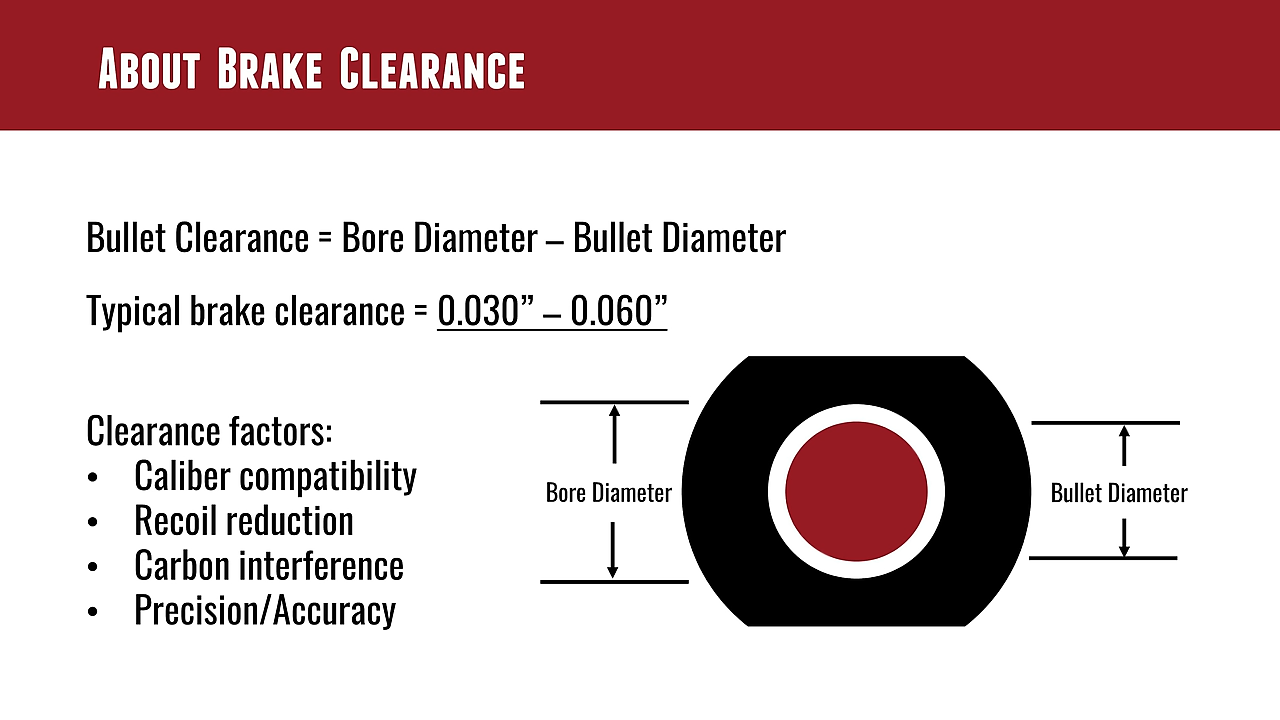 About Brake Clearance
Bullet Clearance = Bore Diameter – Bullet Diameter
Typical brake clearance = 0.030” – 0.060”
Clearance factors:
• Caliber compatibility
• Recoil reduction
• Carbon interference
• Precision/Accuracy
Bore Diameter
Bullet Diameter